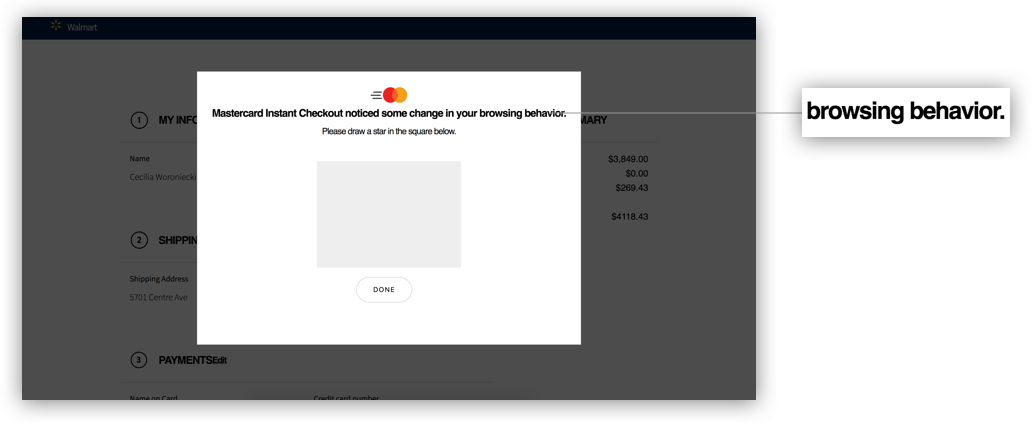 Walmart
Mastercard Instant Checkout noticed some change in your browsing behavior.
Please draw a star in the square below.
DONE
browsing behavior.
1 MY INFO
MARY
Name
Cecilia Woroniecki
$3,849.00
$0.00
$269.43
$4118.43
2 SHIPPIN
Shipping Address
5701 Centre Ave
3 PAYMENTSEdit
Name on Card
Credit card number